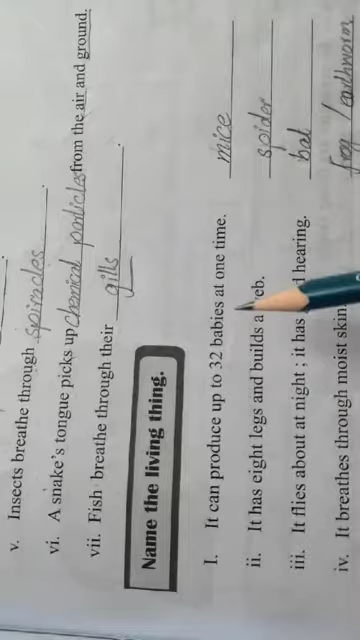 v. Insects breathe through spiracles.
vi. A snake's tongue picks up chemical particles from the air and ground.
vii. Fish breathe through their gills.
Name the living thing.
I. It can produce up to 32 babies at one time. mice
ii. It has eight legs and builds a eb. spider
iii. It flies about at night ; it has d hearing. bat
iv. It breathes through moist skin. frog / earthworm